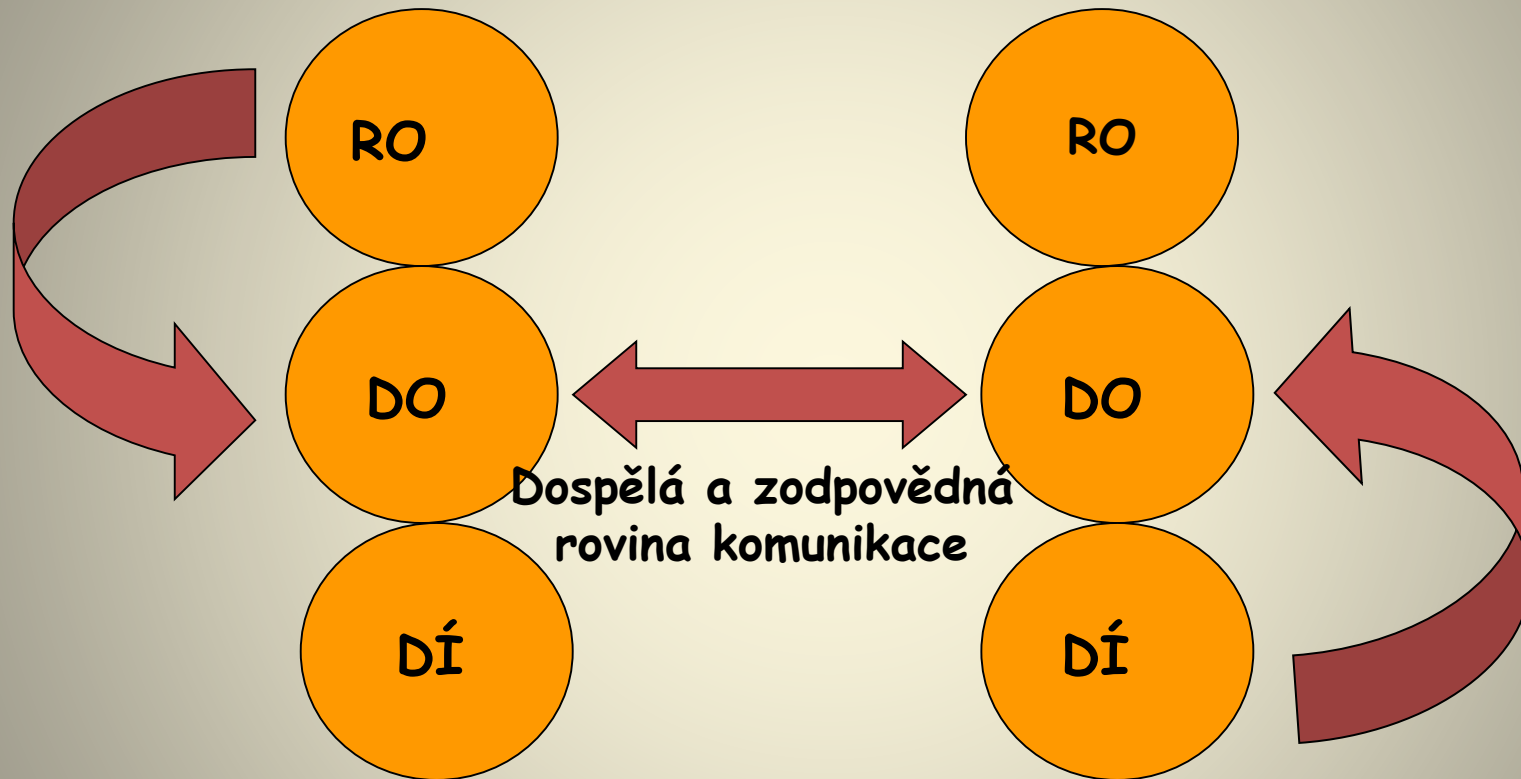 RO
RO
DO
DO
Dospělá a zodpovědná
rovina komunikace
DÍ
DÍ